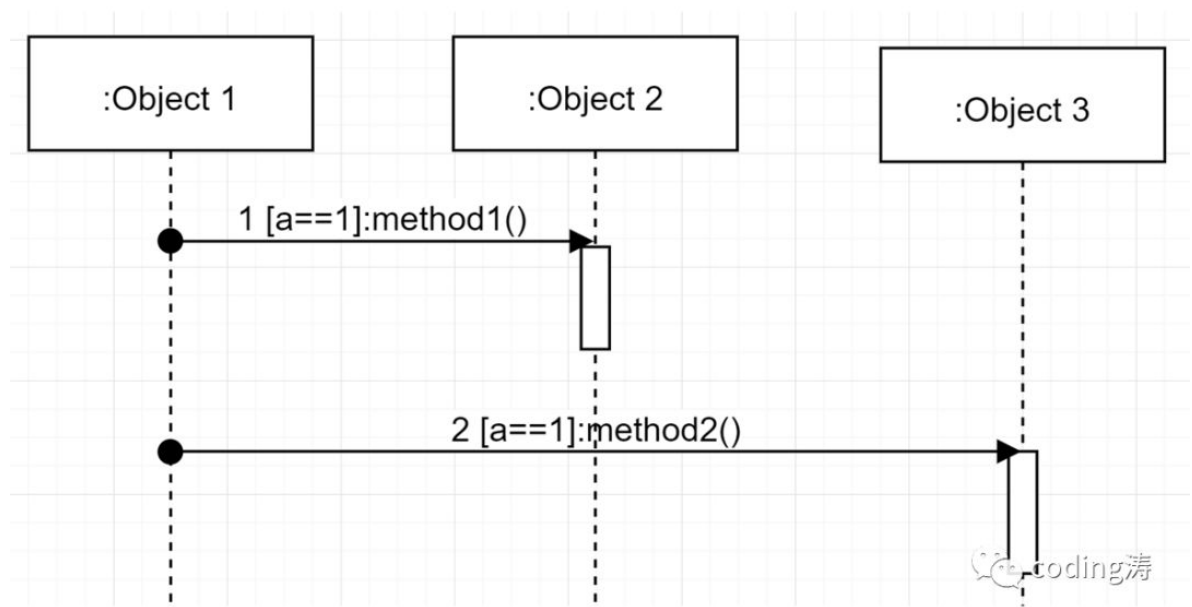 :Object 1
:Object 2
:Object 3
1 [a==1]:method1()
2 [a==1]:method2()
coding涛